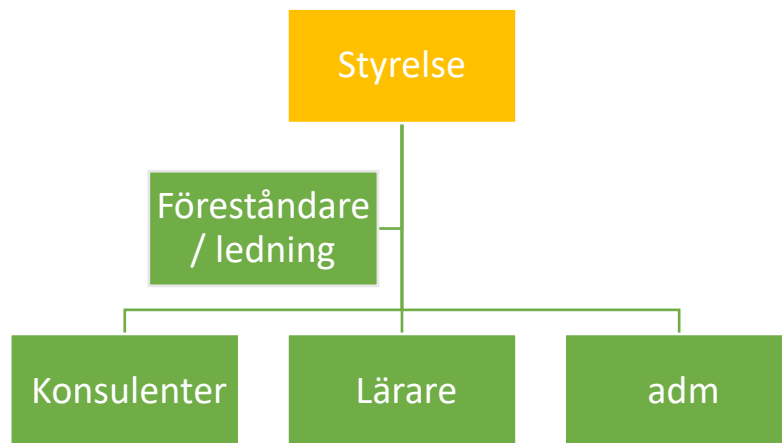 Styrelse
Föreståndare
/ ledning
Konsulenter
Lärare
adm